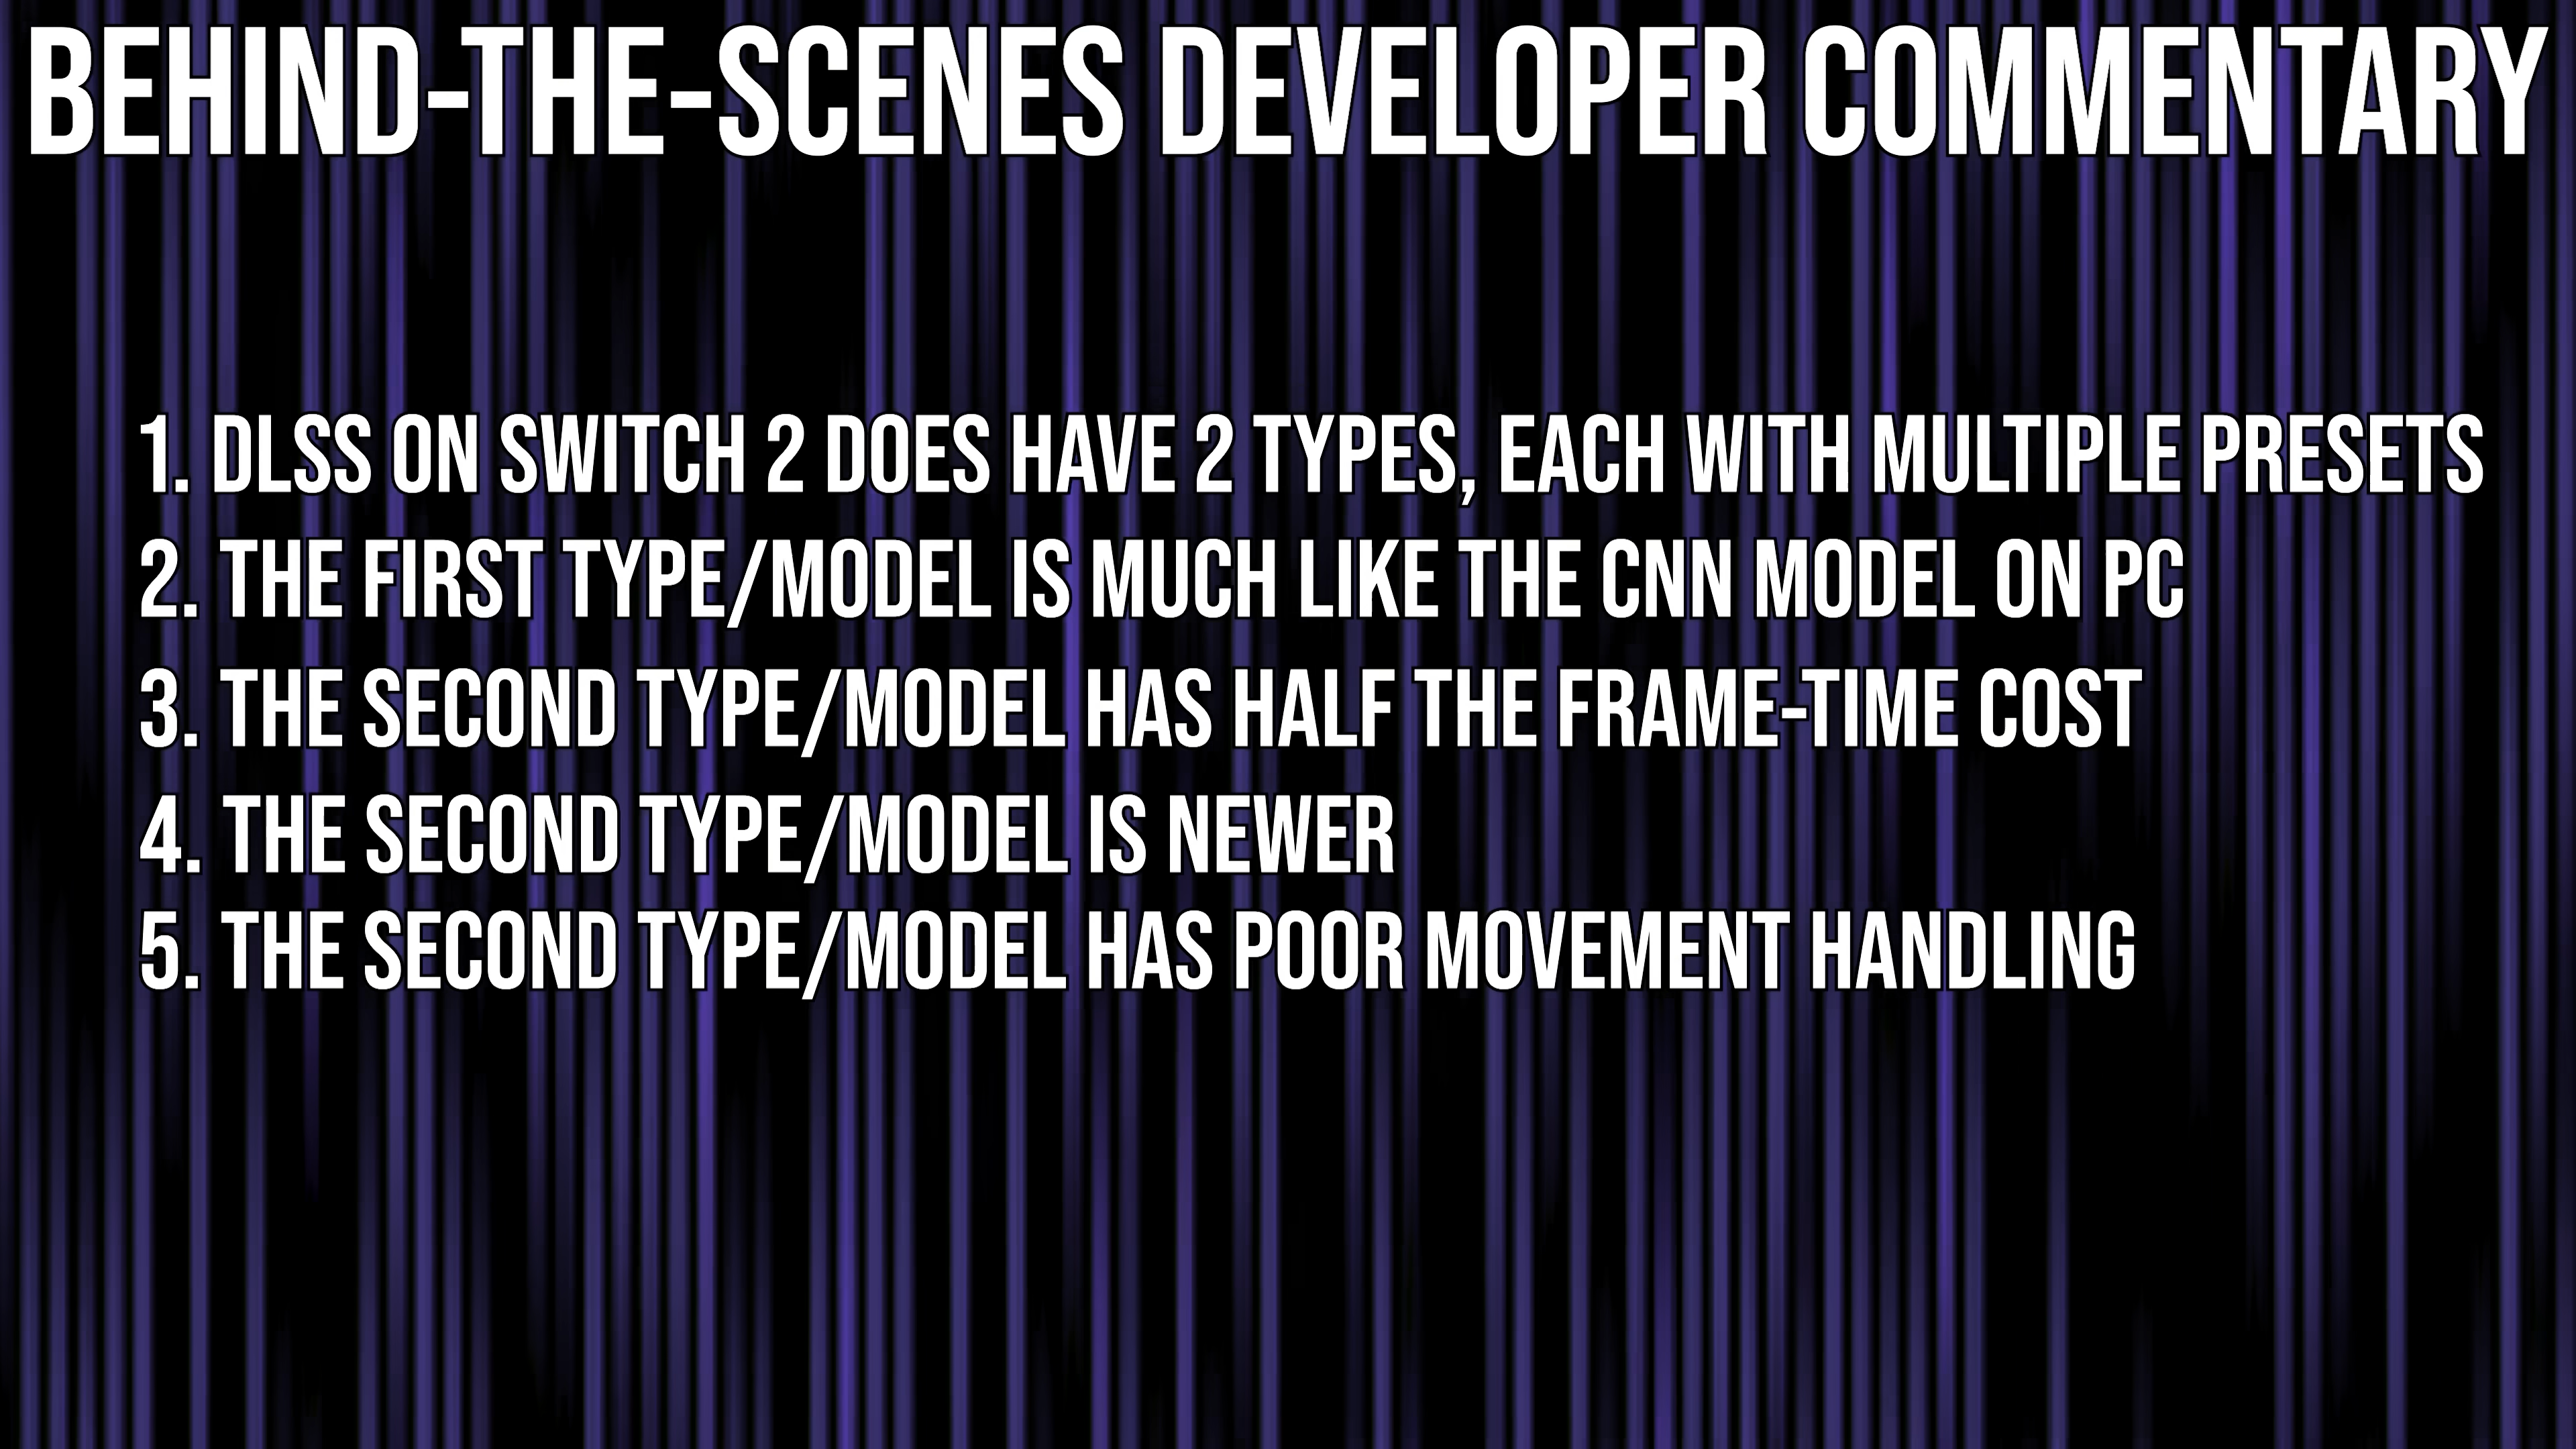 BEHIND-THE-SCENES DEVELOPER COMMENTARY
1. DLSS ON SWITCH 2 DOES HAVE 2 TYPES, EACH WITH MULTIPLE PRESETS
2. THE FIRST TYPE/MODEL IS MUCH LIKE THE CNN MODEL ON PC
3. THE SECOND TYPE/MODEL HAS HALF THE FRAME-TIME COST
4. THE SECOND TYPE/MODEL IS NEWER
5. THE SECOND TYPE/MODEL HAS POOR MOVEMENT HANDLING